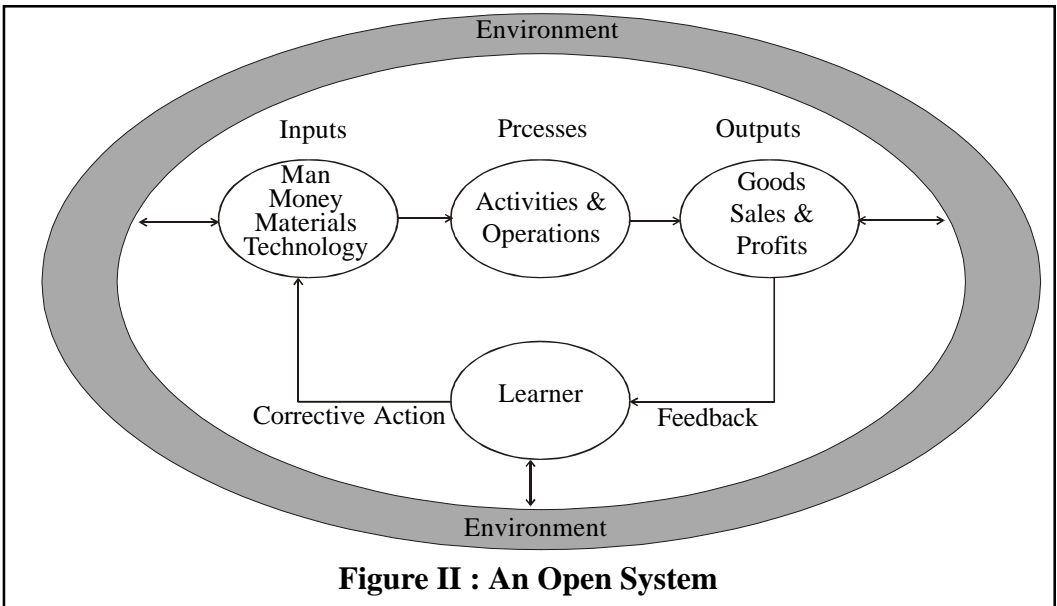 Environment
Inputs
Prcesses
Outputs
Man
Money
Materials
Technology
Activities &
Operations
Goods
Sales &
Profits
Learner
Corrective Action
Feedback
Environment
Figure II : An Open System